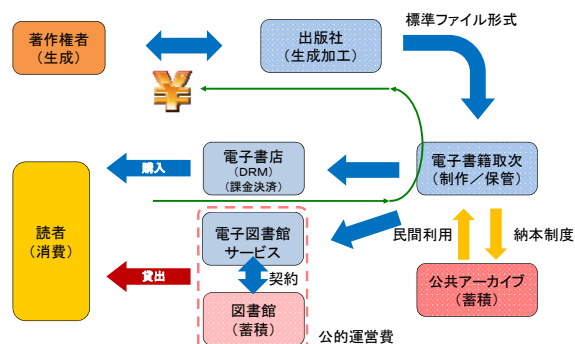 著作権者
(生成)
出版社
(生成加工)
標準ファイル形式
¥
読者
(消費)
購入
電子書店
(DRM)
(課金決済)
電子書籍取次
(制作／保管)
貸出
電子図書館
サービス
契約
図書館
(蓄積)
公的運営費
民間利用
納本制度
公共アーカイブ
(蓄積)